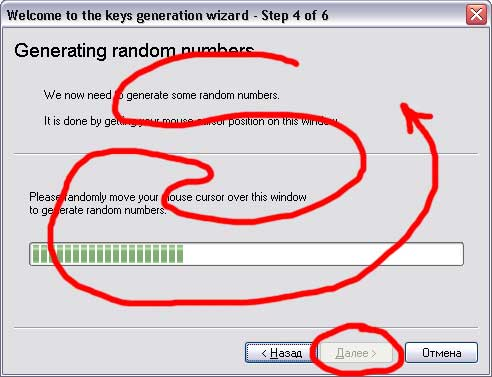 Welcome to the keys generation wizard - Step 4 of 6
Generating random numbers
We now need to generate some random numbers.
It is done by getting your mouse cursor position on this window.
Please randomly move your mouse cursor over this window
to generate random numbers.
< Назад
Далее >
Отмена